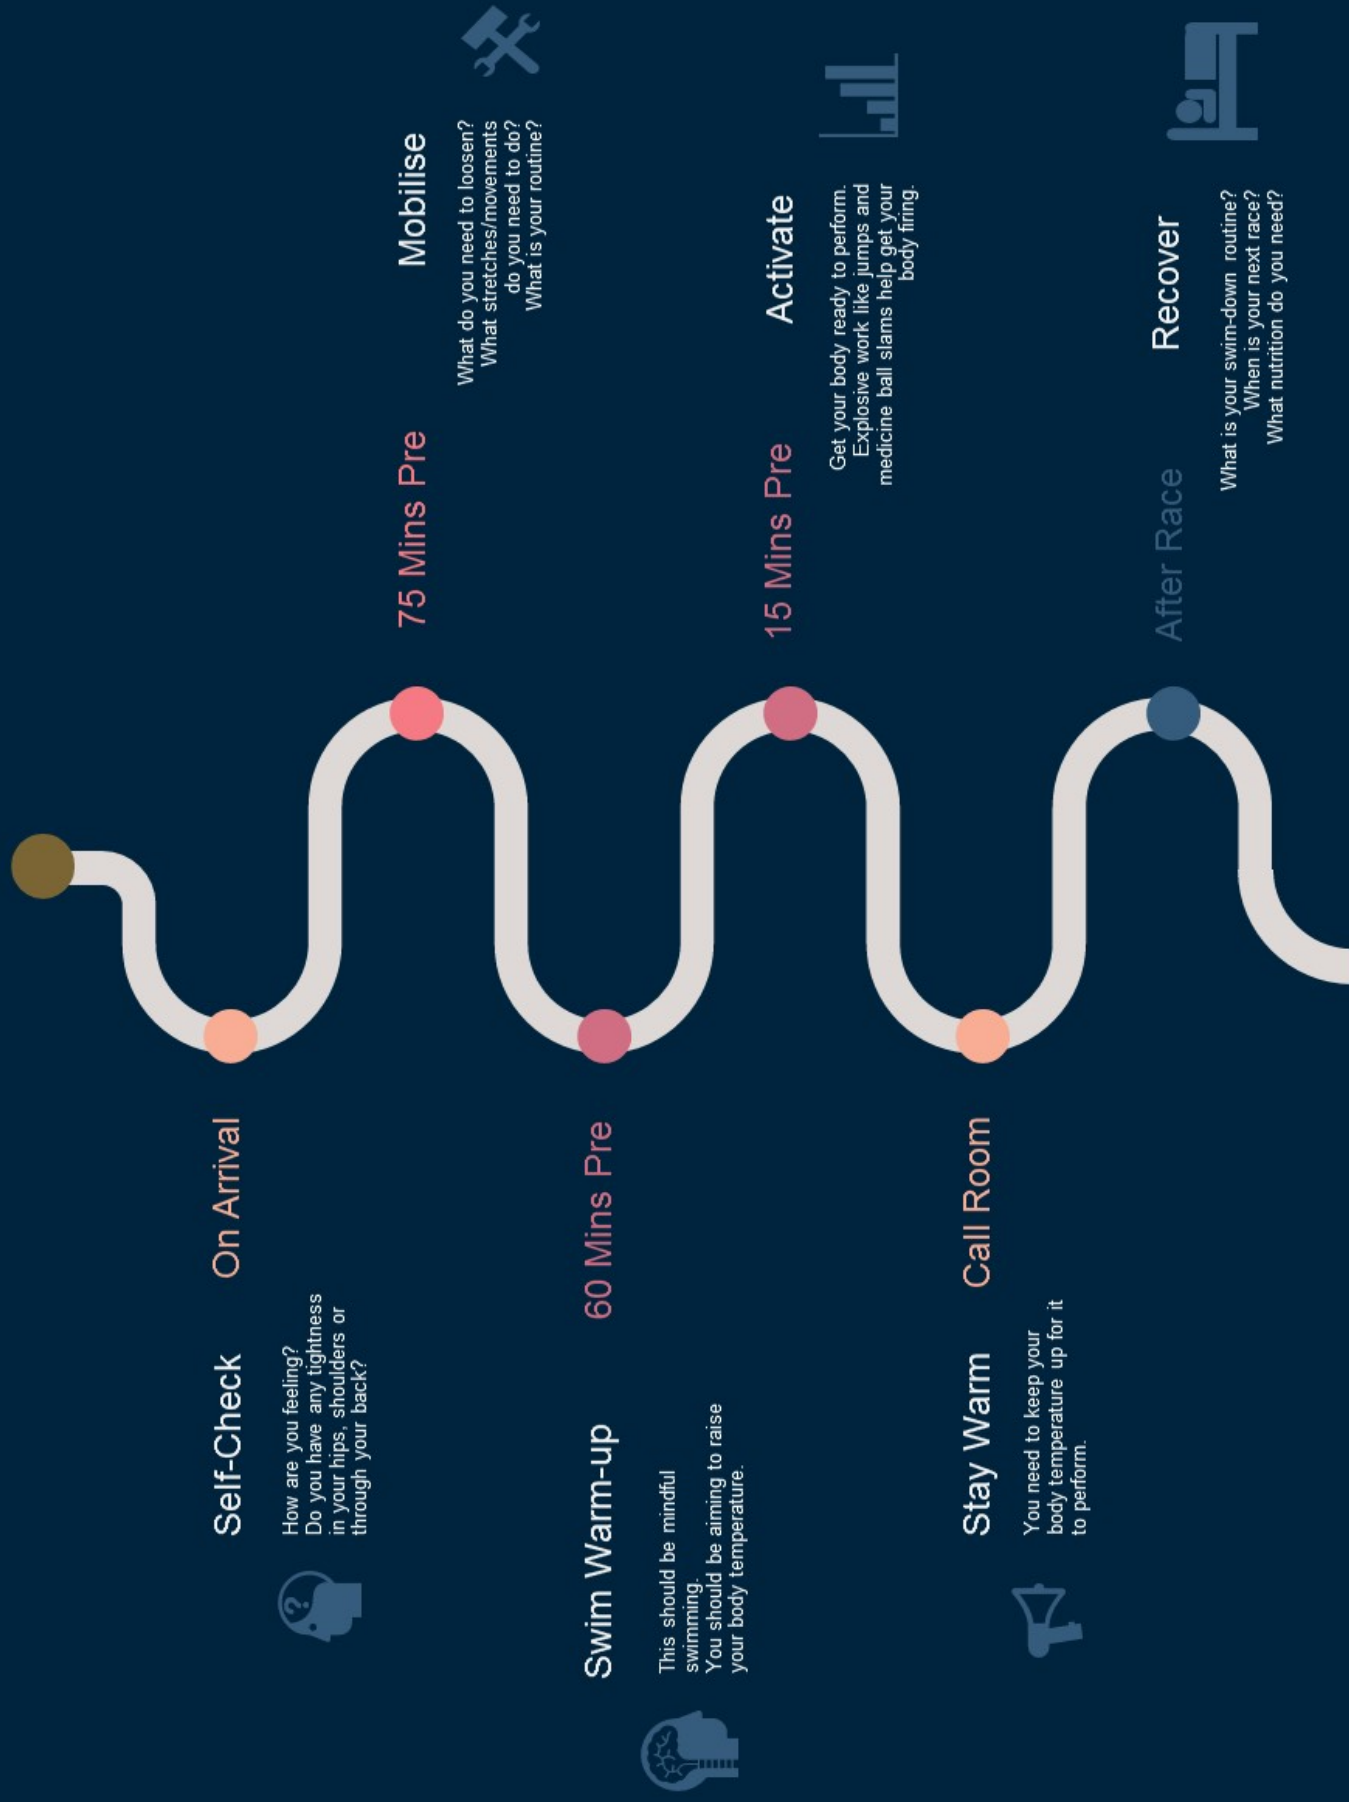 On Arrival
Self-Check
How are you feeling?
Do you have any tightness
in your hips, shoulders or
through your back?
75 Mins Pre
Mobilise
What do you need to loosen?
What stretches/movements
do you need to do?
What is your routine?
60 Mins Pre
Swim Warm-up
This should be mindful
swimming.
You should be aiming to raise
your body temperature.
15 Mins Pre
Activate
Get your body ready to perform.
Explosive work like jumps and
medicine ball slams help get your
body firing.
Call Room
Stay Warm
You need to keep your
body temperature up for it
to perform.
After Race
Recover
What is your swim-down routine?
When is your next race?
What nutrition do you need?
?